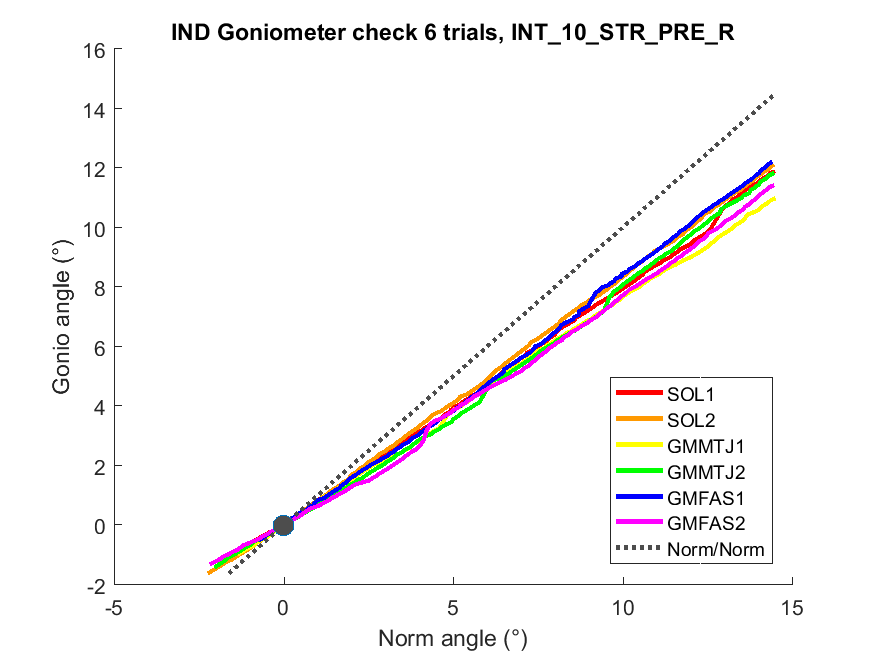 IND Goniometer check 6 trials, INT_10_STR_PRE_R
16
14
12
10
8
6
4
2
0
-2
Gonio angle (°)
-5
0
5
10
15
Norm angle (°)
SOL1
SOL2
GMMTJ1
GMMTJ2
GMFAS1
GMFAS2
Norm/Norm